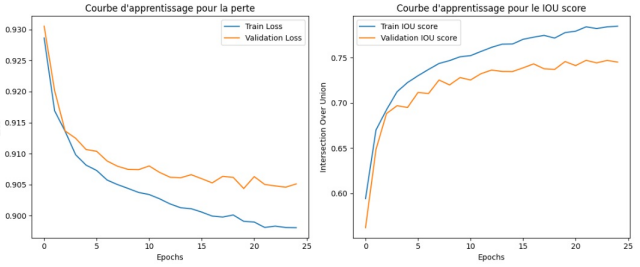 Courbe d'apprentissage pour la perte
0.930
0.925
0.920
0.915
0.910
0.905
0.900
Train Loss
Validation Loss
0 5 10 15 20 25
Epochs
Courbe d'apprentissage pour le IOU score
Intersection Over Union
0.75
0.70
0.65
0.60
Train IOU score
Validation IOU score
0 5 10 15 20 25
Epochs